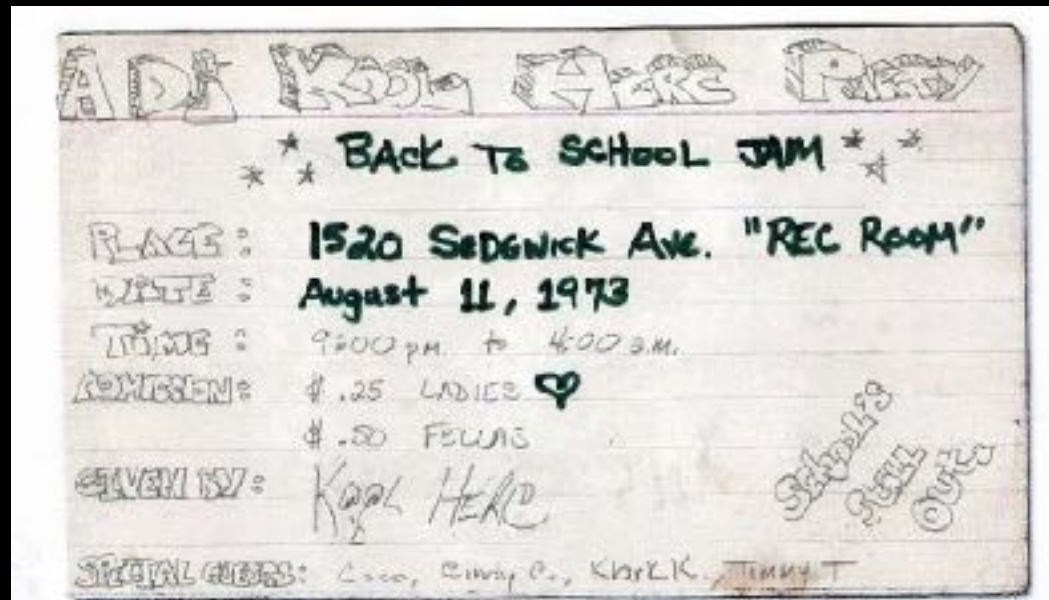 A DJ KOOL HERC PARTY
BACK TO SCHOOL JAM
PLACE: 1520 SEDGWICK AVE. "REC ROOM"
DATE: August 11, 1973
TIME: 9:00 PM. to 4:00 a.m.
ADMISSION: $ .25 LADIES ♡
$ .50 FELLAS
GIVEN BY: KOOL HERC
SCHOOL'S
STILL
OUT
SPECIAL GUESTS: Coco, Cindy C., KlarK K., TIMMY T